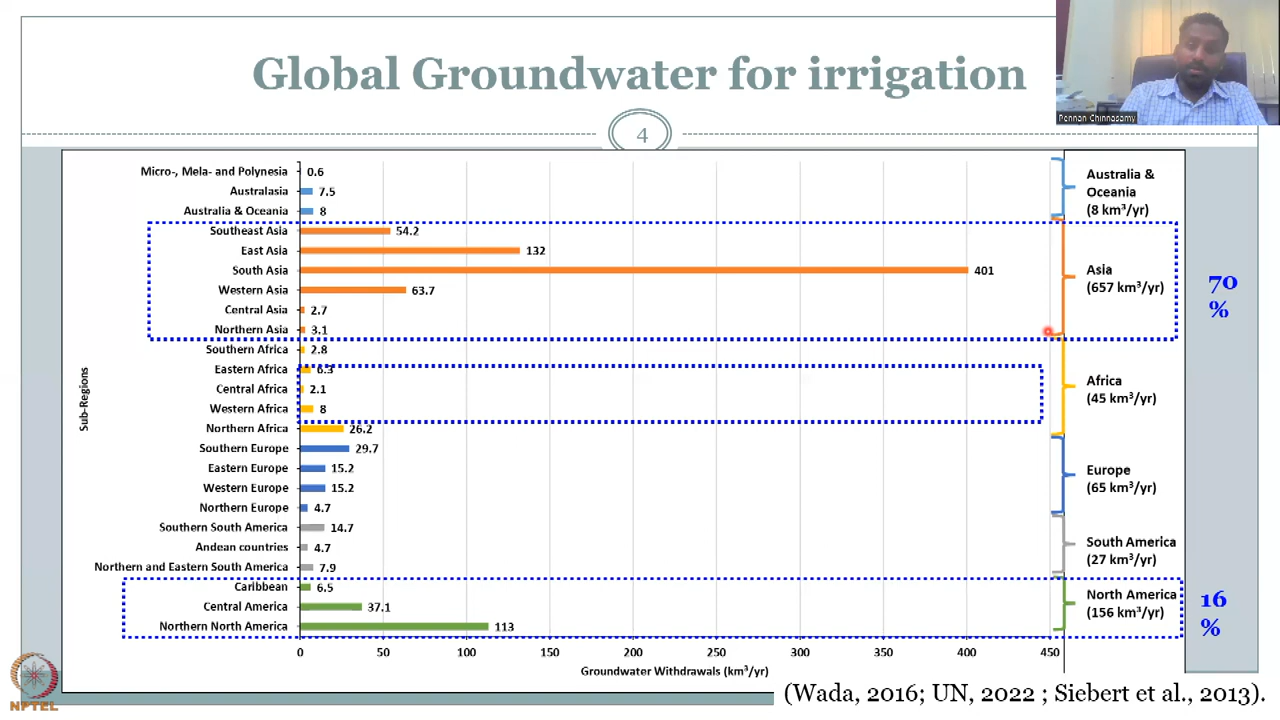 Global Groundwater for irrigation
4
Pennan Chinnasamy
Micro-, Mela- and Polynesia 0.6
Australasia 7.5
Australia & Oceania 8
Southeast Asia 54.2
East Asia 132
South Asia 401
Western Asia 63.7
Central Asia 2.7
Northern Asia 3.1
Southern Africa 2.8
Eastern Africa 6.3
Central Africa 2.1
Western Africa 8
Northern Africa 26.2
Southern Europe 29.7
Eastern Europe 15.2
Western Europe 15.2
Northern Europe 4.7
Southern South America 14.7
Andean countries 4.7
Northern and Eastern South America 7.9
Caribbean 6.5
Central America 37.1
Northern North America 113
Sub-Regions
0 50 100 150 200 250 300 350 400 450
Groundwater Withdrawals (km³/yr)
Australia &
Oceania
(8 km³/yr)
Asia
(657 km³/yr)
Africa
(45 km³/yr)
Europe
(65 km³/yr)
South America
(27 km³/yr)
North America
(156 km³/yr)
70
%
16
%
(Wada, 2016; UN, 2022 ; Siebert et al., 2013).
NPTEL